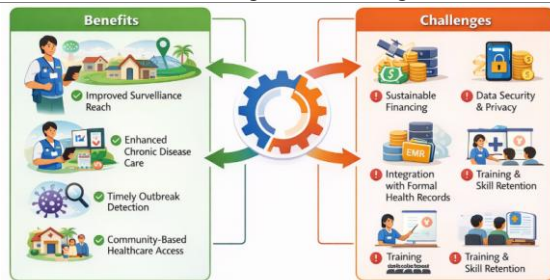 Benefits
Improved Surveillance
Reach
Enhanced
Chronic Disease
Care
Timely Outbreak
Detection
Community-Based
Healthcare Access
Challenges
Sustainable
Financing
Data Security
& Privacy
EMR
Integration
with Formal
Health Records
Training &
Skill Retention
Training
Training &
Skill Retention